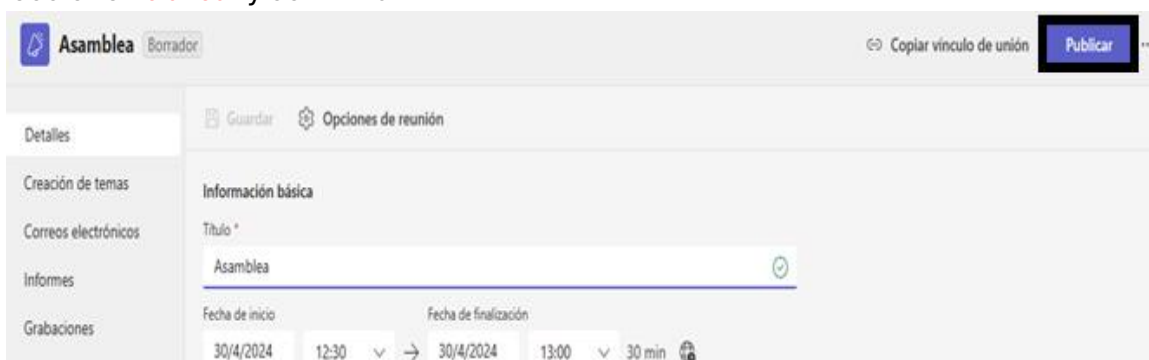 Asamblea Borrador
Copiar vínculo de unión Publicar
Guardar Opciones de reunión
Detalles
Creación de temas
Correos electrónicos
Informes
Grabaciones
Información básica
Título *
Asamblea
Fecha de inicio Fecha de finalización
30/4/2024 12:30 → 30/4/2024 13:00 30 min